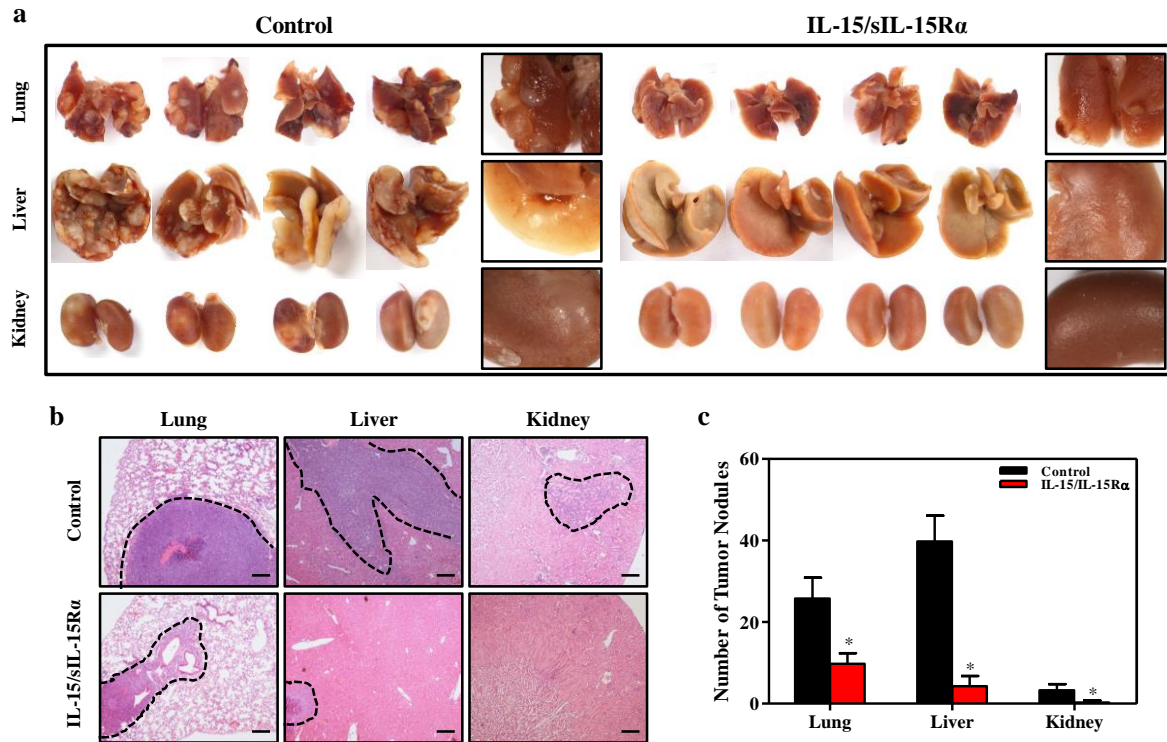 a
Control
IL-15/sIL-15Rα
Lung
Liver
Kidney
b
Lung
Liver
Kidney
Control
IL-15/sIL-15Rα
c
Number of Tumor Nodules
60
40
20
0
Control
IL-15/IL-15Rα
*
*
*
Lung
Liver
Kidney